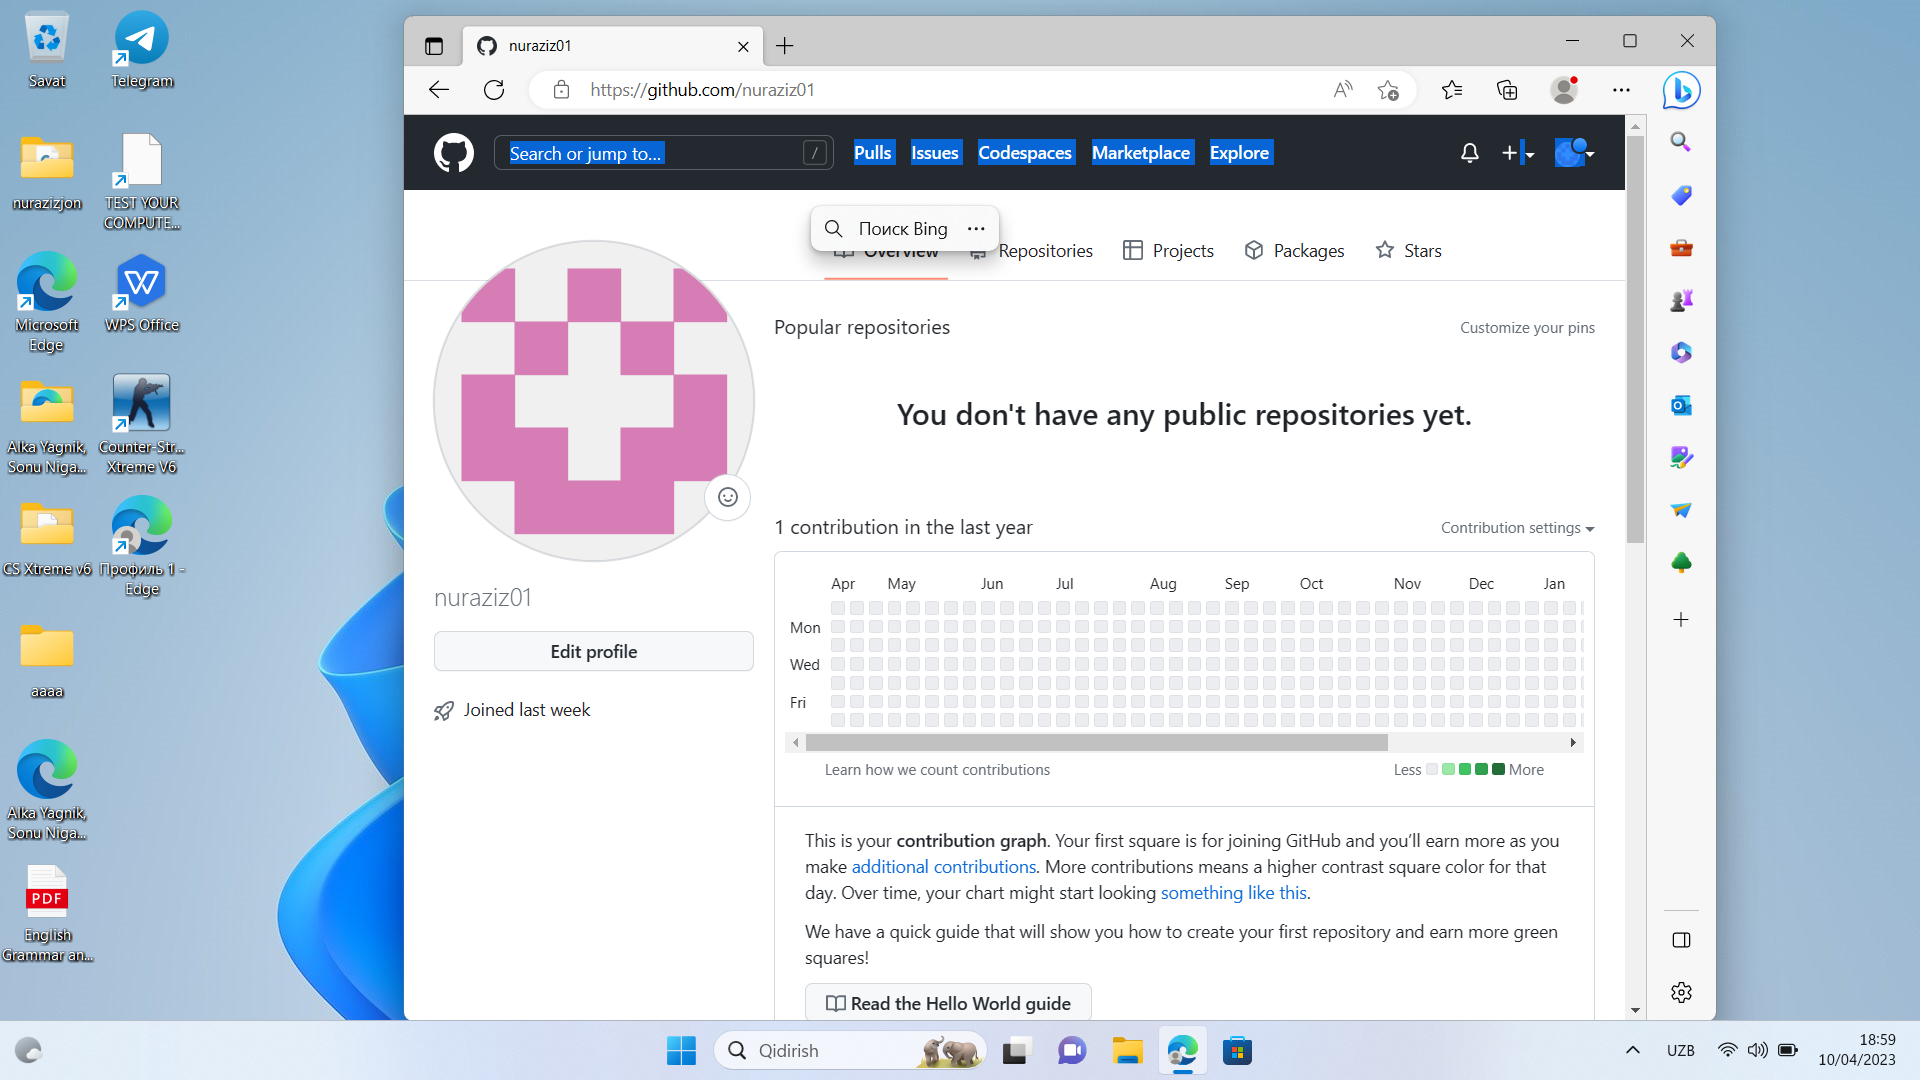 Savat
Telegram
nurazizjon
TEST YOUR
COMPUTE...
Microsoft
Edge
WPS Office
Alka Yagnik,
Sonu Niga...
Counter-Str...
Xtreme V6
CS Xtreme v6
Профиль 1 -
Edge
aaaa
Alka Yagnik,
Sonu Niga...
PDF
English
Grammar an...
nuraziz01
https://github.com/nuraziz01
Search or jump to...
/
Pulls
Issues
Codespaces
Marketplace
Explore
Поиск Bing
Overview
Repositories
Projects
Packages
Stars
Popular repositories
Customize your pins
You don't have any public repositories yet.
nuraziz01
Edit profile
Joined last week
1 contribution in the last year
Contribution settings
Apr May Jun Jul Aug Sep Oct Nov Dec Jan
Mon
Wed
Fri
Learn how we count contributions
Less
More
This is your contribution graph. Your first square is for joining GitHub and you’ll earn more as you
make additional contributions. More contributions means a higher contrast square color for that
day. Over time, your chart might start looking something like this.
We have a quick guide that will show you how to create your first repository and earn more green
squares!
Read the Hello World guide
Qidirish
UZB
18:59
10/04/2023